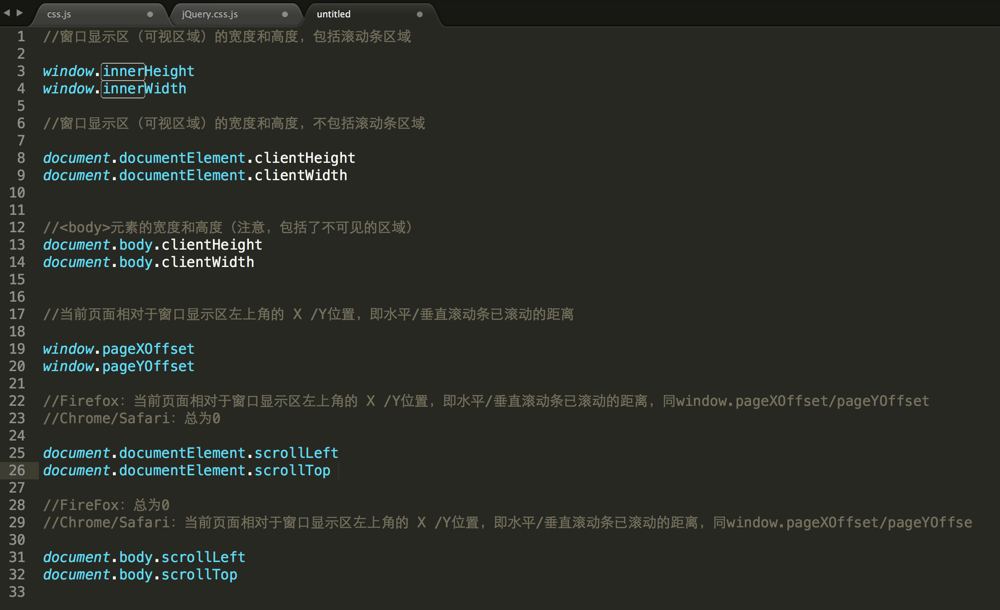 css.js jQuery.css.js untitled
1 //窗口显示区（可视区域）的宽度和高度，包括滚动条区域
2
3 window.innerHeight
4 window.innerWidth
5
6 //窗口显示区（可视区域）的宽度和高度，不包括滚动条区域
7
8 document.documentElement.clientHeight
9 document.documentElement.clientWidth
10
11
12 //<body>元素的宽度和高度（注意，包括了不可见的区域）
13 document.body.clientHeight
14 document.body.clientWidth
15
16
17 //当前页面相对于窗口显示区左上角的 X /Y位置，即水平/垂直滚动条已滚动的距离
18
19 window.pageXOffset
20 window.pageYOffset
21
22 //Firefox：当前页面相对于窗口显示区左上角的 X /Y位置，即水平/垂直滚动条已滚动的距离，同window.pageXOffset/pageYOffset
23 //Chrome/Safari：总为0
24
25 document.documentElement.scrollLeft
26 document.documentElement.scrollTop
27
28 //FireFox：总为0
29 //Chrome/Safari：当前页面相对于窗口显示区左上角的 X /Y位置，即水平/垂直滚动条已滚动的距离，同window.pageXOffset/pageYOffse
30
31 document.body.scrollLeft
32 document.body.scrollTop
33